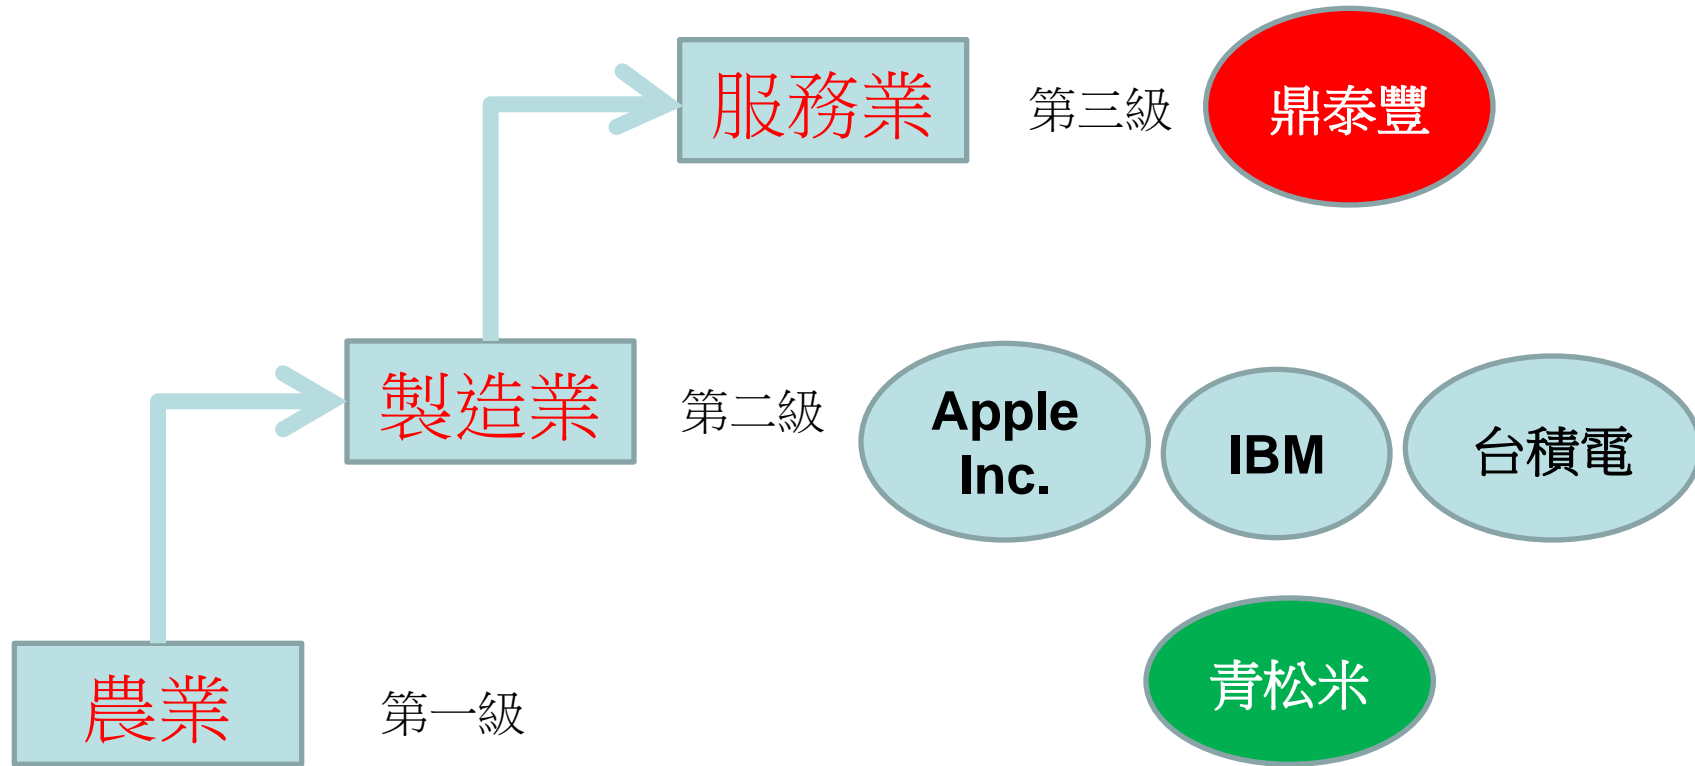 服務業
第三級
鼎泰豐
製造業
第二級
Apple
Inc.
IBM
台積電
農業
第一級
青松米